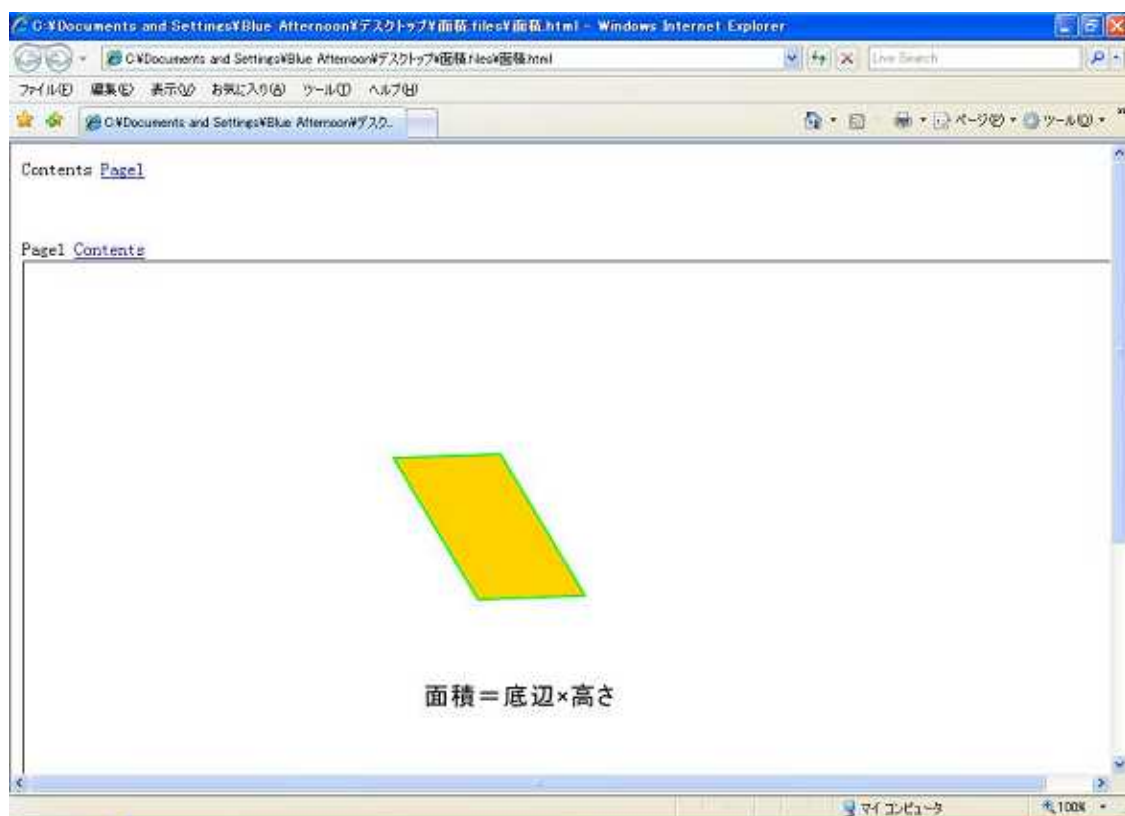 C:¥Documents and Settings¥Blue Afternoon¥デスクトップ¥面積.files¥面積.html - Windows Internet Explorer
C:¥Documents and Settings¥Blue Afternoon¥デスクトップ¥面積.files¥面積.html
Live Search
ファイル(F) 編集(E) 表示(V) お気に入り(A) ツール(T) ヘルプ(H)
C:¥Documents and Settings¥Blue Afternoon¥デスク...
ページ(P) ツール(O)
Contents Page1
Page1 Contents
面積＝底辺×高さ
マイ コンピュータ 100%